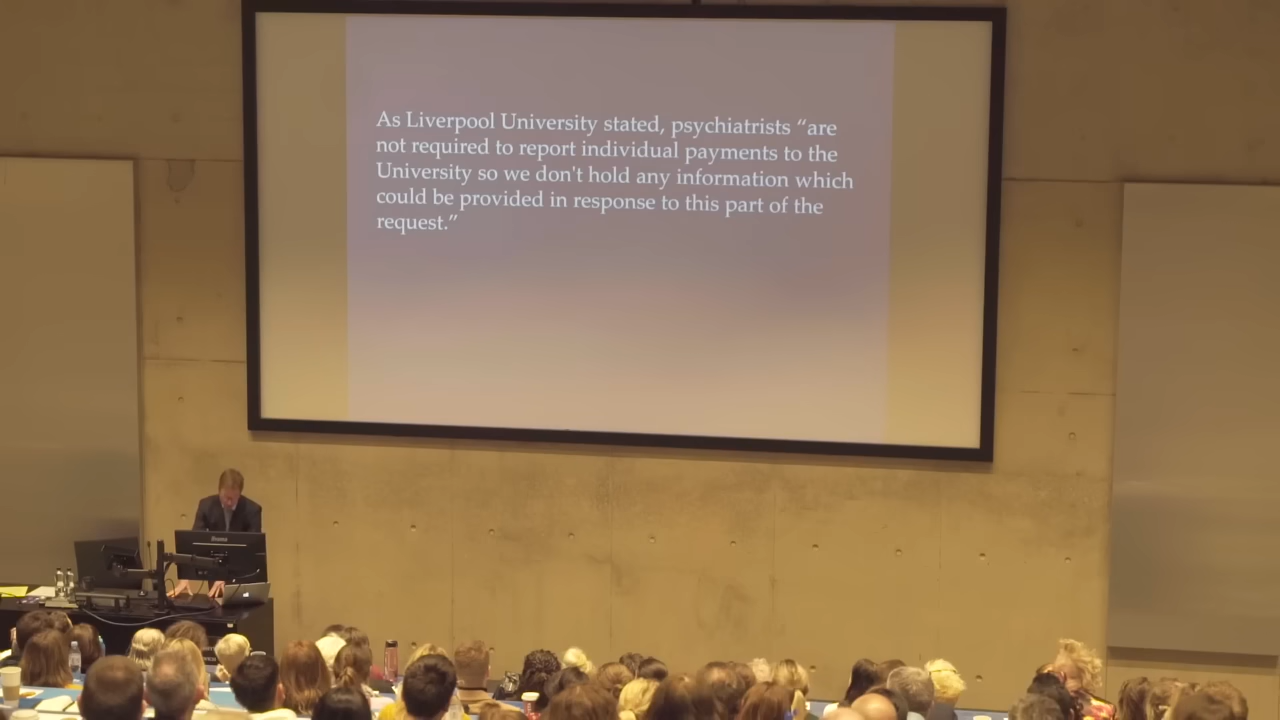 As Liverpool University stated, psychiatrists “are
not required to report individual payments to the
University so we don't hold any information which
could be provided in response to this part of the
request.”